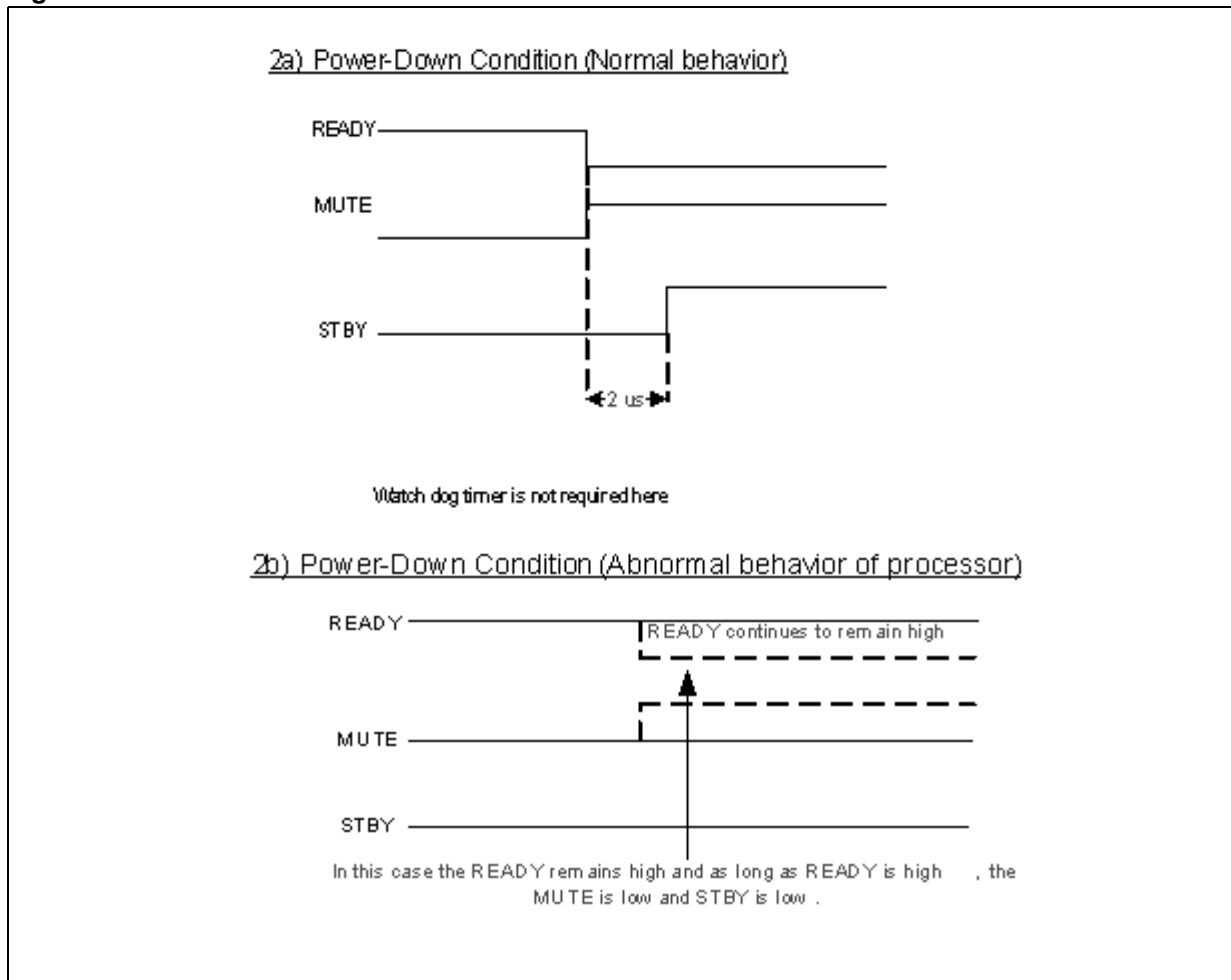 2a) Power-Down Condition (Normal behavior)
READY
MUTE
STBY
2 us
Watch dog timer is not required here
2b) Power-Down Condition (Abnormal behavior of processor)
READY
READY continues to remain high
MUTE
STBY
In this case the READY remains high and as long as READY is high , the
MUTE is low and STBY is low .